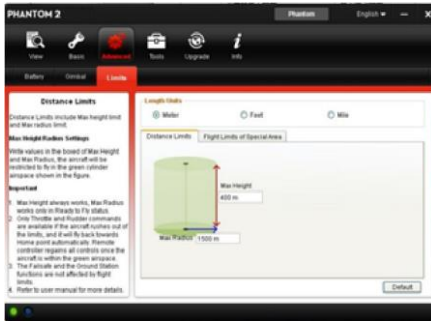 PHANTOM 2
Phantom
English
View
Basic
Advanced
Tools
Upgrade
Info
Battery
Gimbal
Limits
Distance Limits
Distance Limits include Max height limit
and Max radius limit.
Max Height Radius Settings
Write values in the boxed of Max Height
and Max Radius, the aircraft will be
restricted to fly in the green cylinder
airspace shown of the figure.
Important
1. Max Height always works, Max Radius
works only in Ready to Fly status.
2. Only Throttle and Rudder commands
are available if the aircraft rushes out of
the limits, and it will fly back towards
Home point automatically. Remote
controller regains all controls once the
aircraft is within the green airspace.
3. The Failsafe and the Ground Station
functions are not affected by flight
limits.
4. Refer to user manual for more details.
Length Units
Meter
Foot
Mile
Distance Limits
Flight Limits of Special Area
Max Height
400 m
Max Radius
1500 m
Default